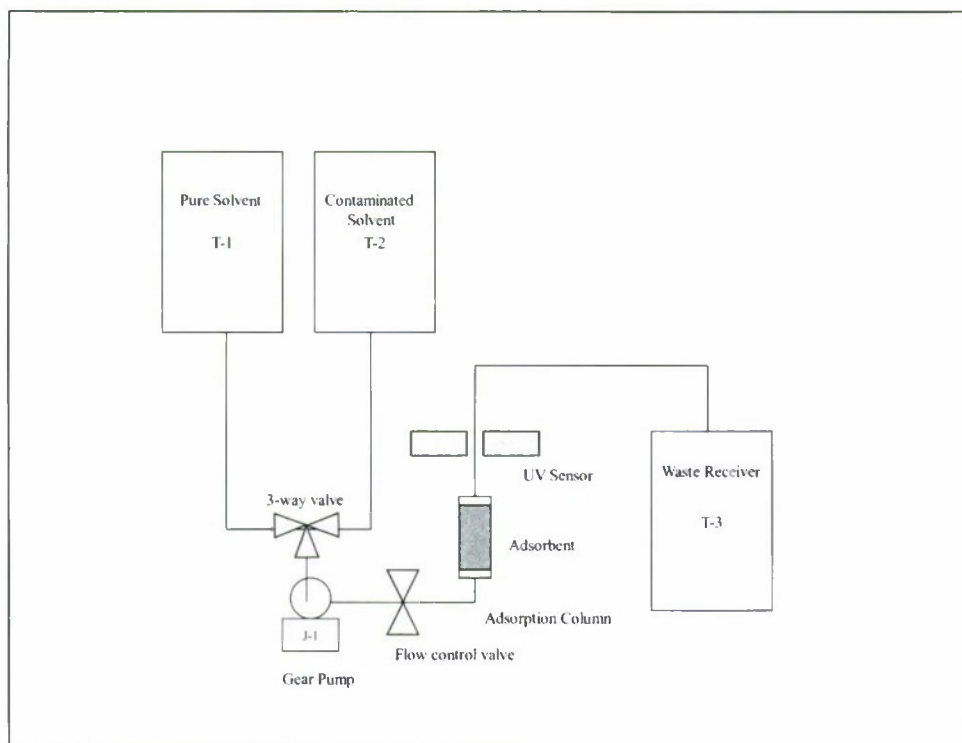 Pure Solvent
T-1
Contaminated
Solvent
T-2
UV Sensor
Waste Receiver
T-3
3-way valve
Adsorbent
Adsorption Column
J-1
Flow control valve
Gear Pump